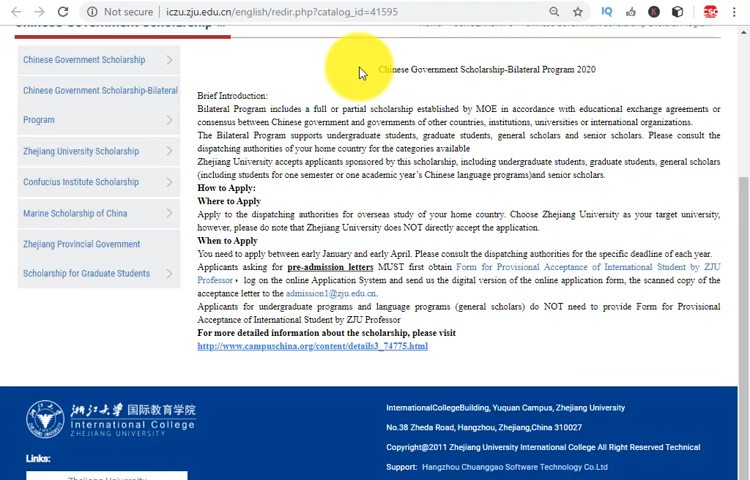 Not secure
iczu.zju.edu.cn/english/redir.php?catalog_id=41595
IQ
K
CSC
Chinese Government Scholarship
Chinese Government Scholarship-Bilateral
Program
Zhejiang University Scholarship
Confucius Institute Scholarship
Marine Scholarship of China
Zhejiang Provincial Government
Scholarship for Graduate Students
Chinese Government Scholarship-Bilateral Program 2020
Brief Introduction:
Bilateral Program includes a full or partial scholarship established by MOE in accordance with educational exchange agreements or
consensus between Chinese government and governments of other countries, institutions, universities or international organizations.
The Bilateral Program supports undergraduate students, graduate students, general scholars and senior scholars. Please consult the
dispatching authorities of your home country for the categories available
Zhejiang University accepts applicants sponsored by this scholarship, including undergraduate students, graduate students, general scholars
(including students for one semester or one academic year's Chinese language programs)and senior scholars.
How to Apply:
Where to Apply
Apply to the dispatching authorities for overseas study of your home country. Choose Zhejiang University as your target university,
however, please do note that Zhejiang University does NOT directly accept the application.
When to Apply
You need to apply between early January and early April. Please consult the dispatching authorities for the specific deadline of each year.
Applicants asking for pre-admission letters MUST first obtain Form for Provisional Acceptance of International Student by ZJU
Professor, log on the online Application System and send us the digital version of the online application form, the scanned copy of the
acceptance letter to the admission1@zju.edu.cn.
Applicants for undergraduate programs and language programs (general scholars) do NOT need to provide Form for Provisional
Acceptance of International Student by ZJU Professor
For more detailed information about the scholarship, please visit
http://www.campuschina.org/content/details3_74775.html
浙江大学 国际教育学院
International College
ZHEJIANG UNIVERSITY
Links:
Zhejiang University
InternationalCollegeBuilding, Yuquan Campus, Zhejiang University
No.38 Zheda Road, Hangzhou, Zhejiang,China 310027
Copyright@2011 Zhejiang University International College All Right Reserved Technical
Support: Hangzhou Chuanggao Software Technology Co.Ltd